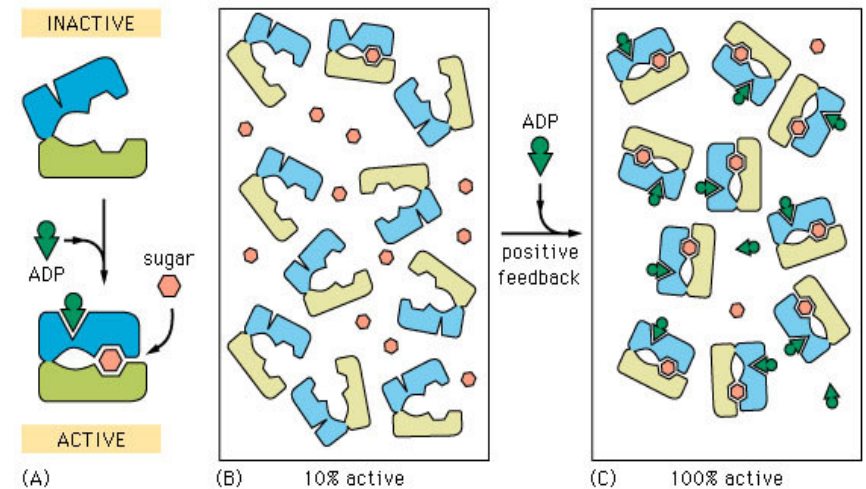 INACTIVE
ADP
sugar
ACTIVE
(A)
(B) 10% active
ADP
positive
feedback
(C) 100% active